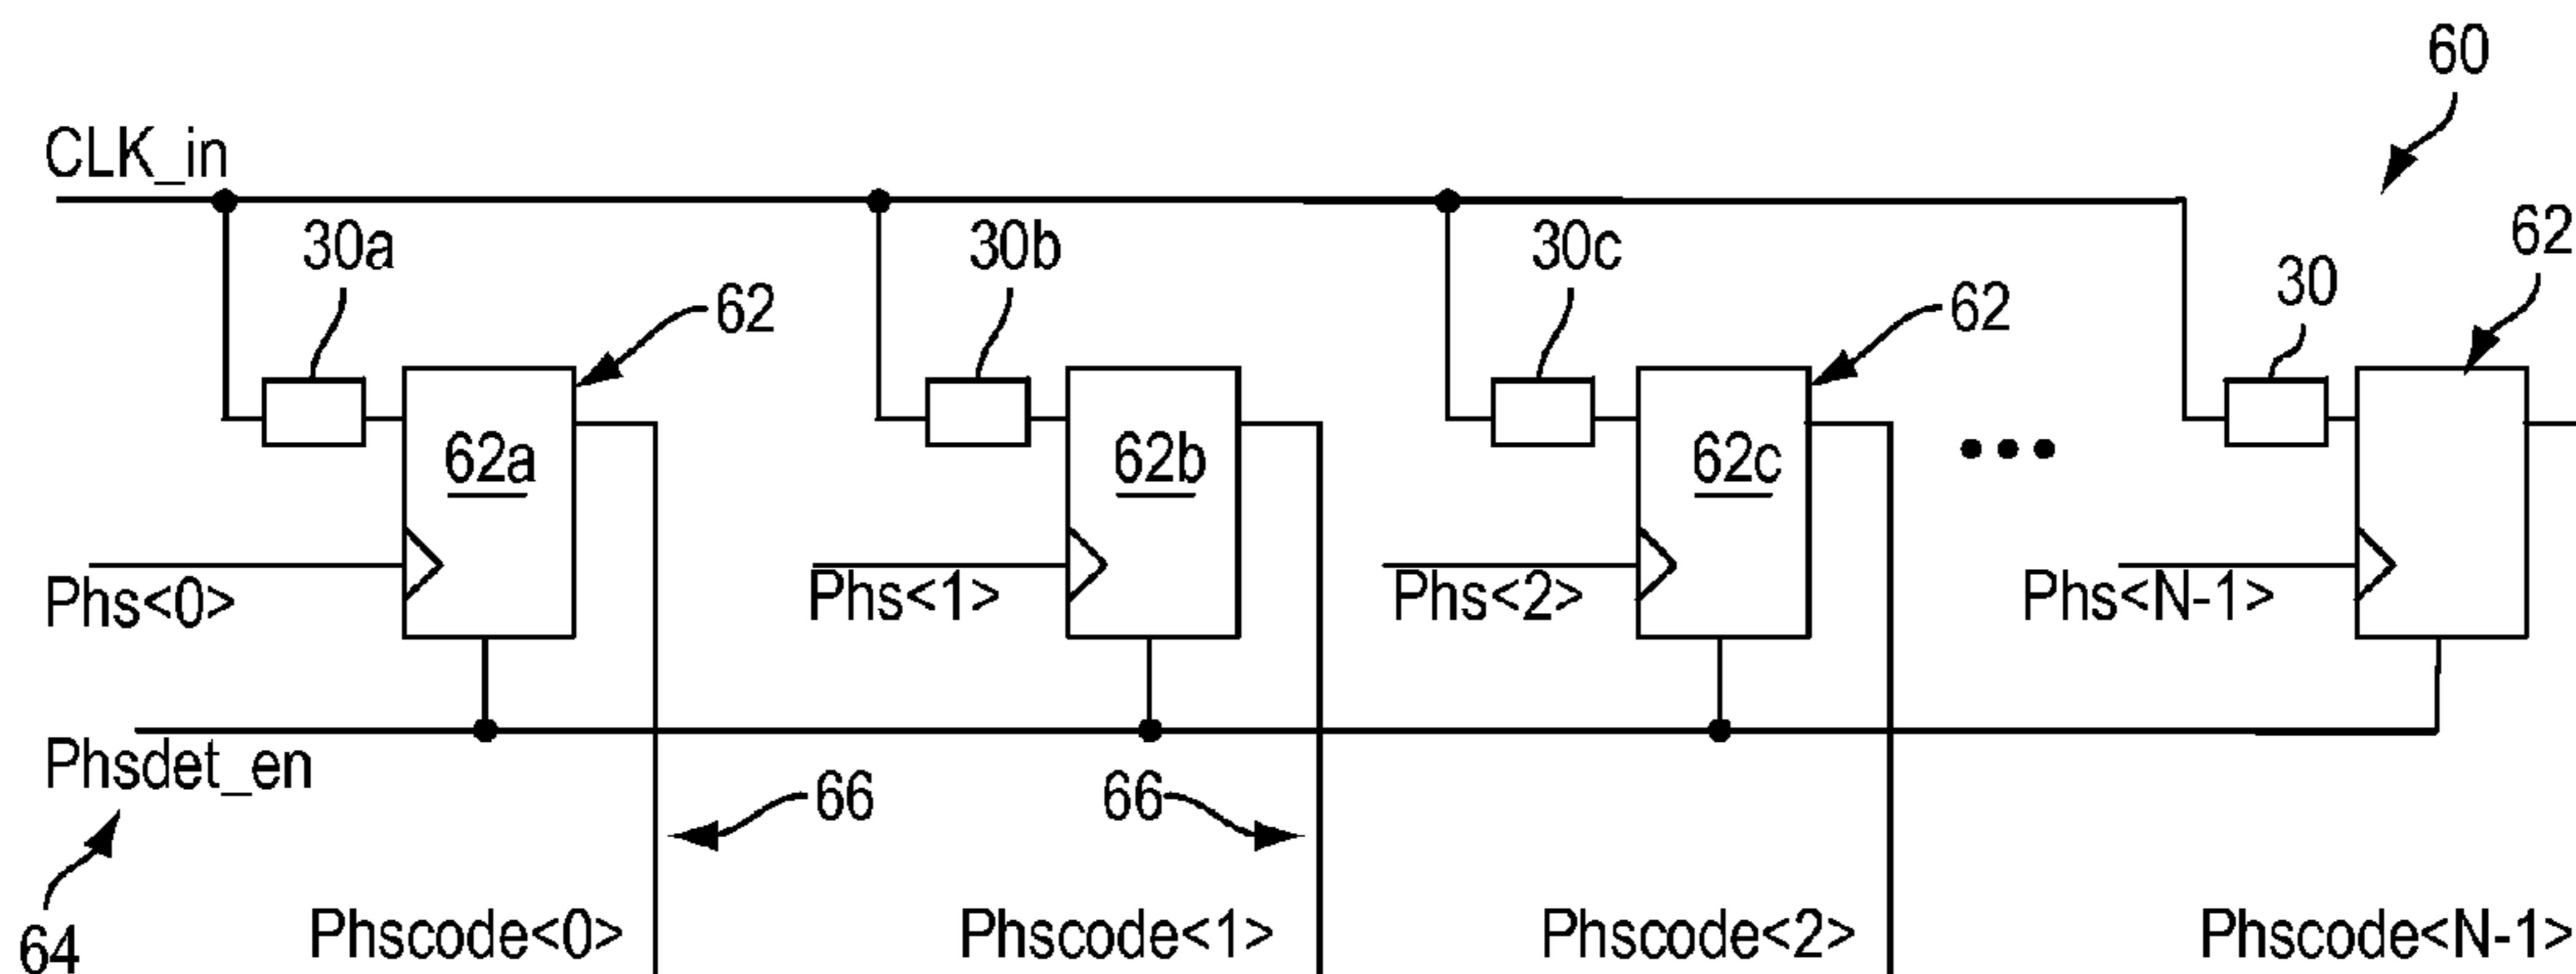 60
CLK_in
30a
30b
30c
62
30
62
62
62a
62b
62c
Phs<0>
Phs<1>
Phs<2>
Phs<N-1>
Phsdet_en
66
66
64
Phscode<0>
Phscode<1>
Phscode<2>
Phscode<N-1>